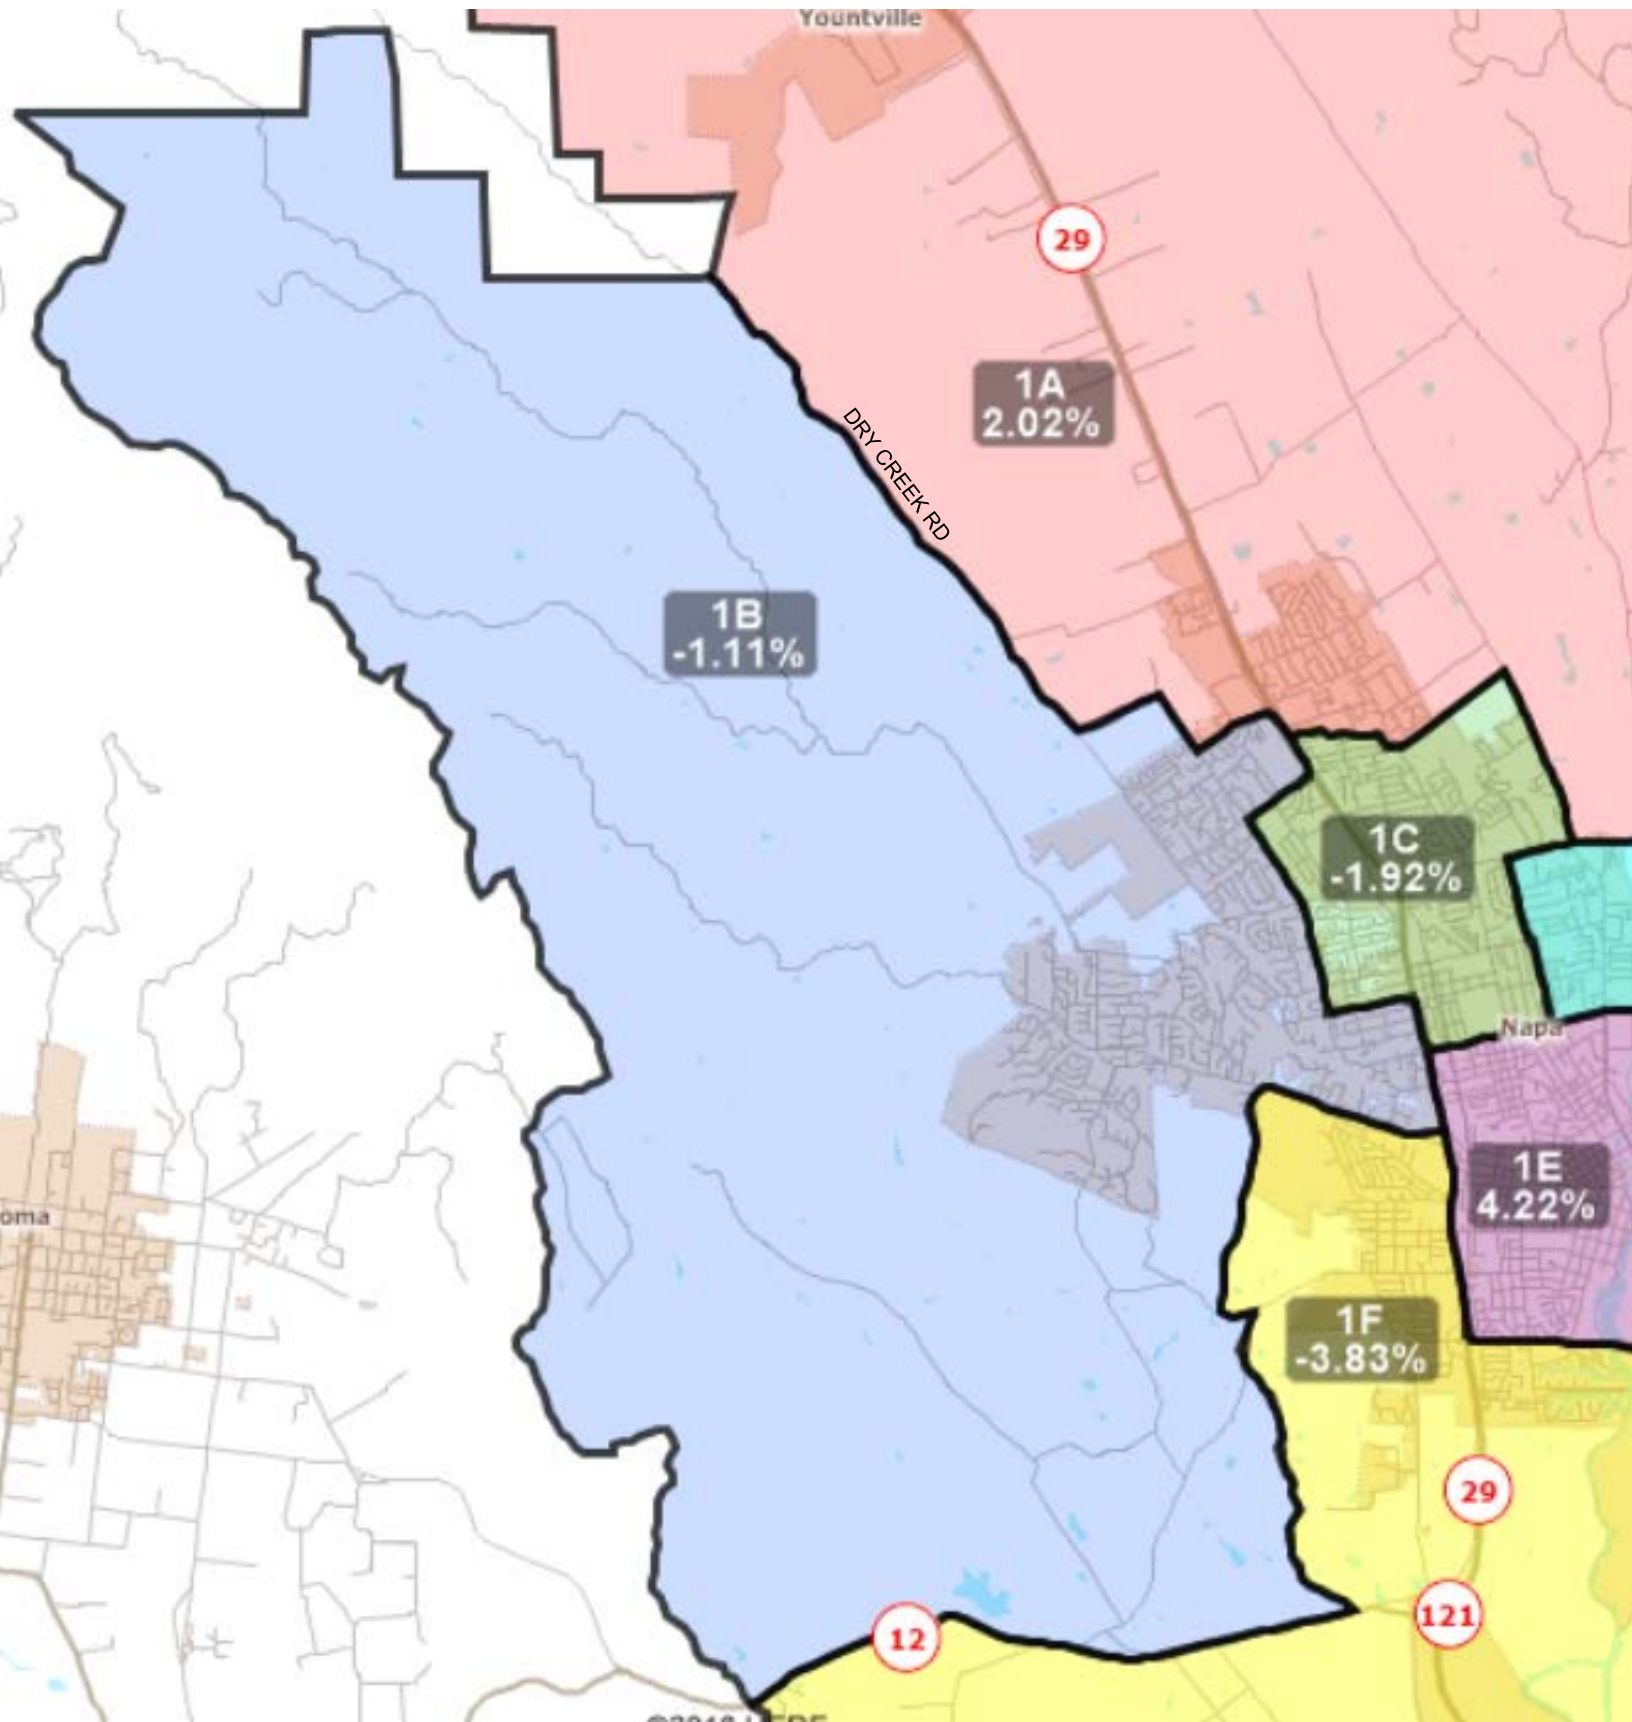 Yountville
29
1A
2.02%
DRY CREEK RD
1B
-1.11%
1C
-1.92%
Napa
1E
4.22%
oma
1F
-3.83%
29
121
12